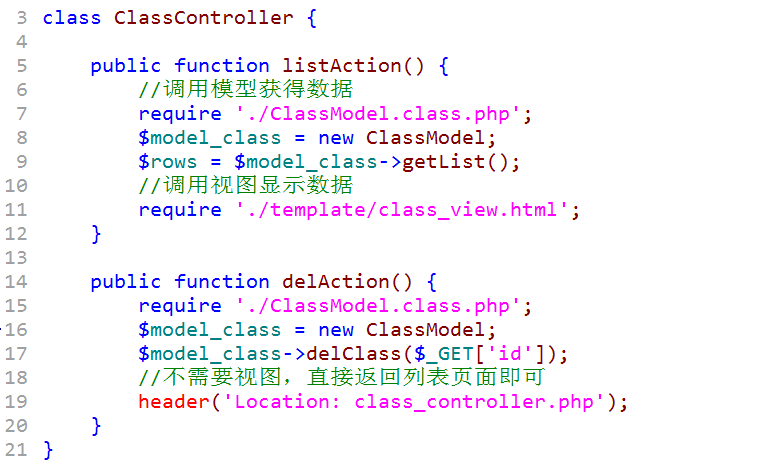 3 class ClassController {
4
5     public function listAction() {
6         //调用模型获得数据
7         require './ClassModel.class.php';
8         $model_class = new ClassModel;
9         $rows = $model_class->getList();
10         //调用视图显示数据
11         require './template/class_view.html';
12     }
13
14     public function delAction() {
15         require './ClassModel.class.php';
16         $model_class = new ClassModel;
17         $model_class->delClass($_GET['id']);
18         //不需要视图，直接返回列表页面即可
19         header('Location: class_controller.php');
20     }
21 }